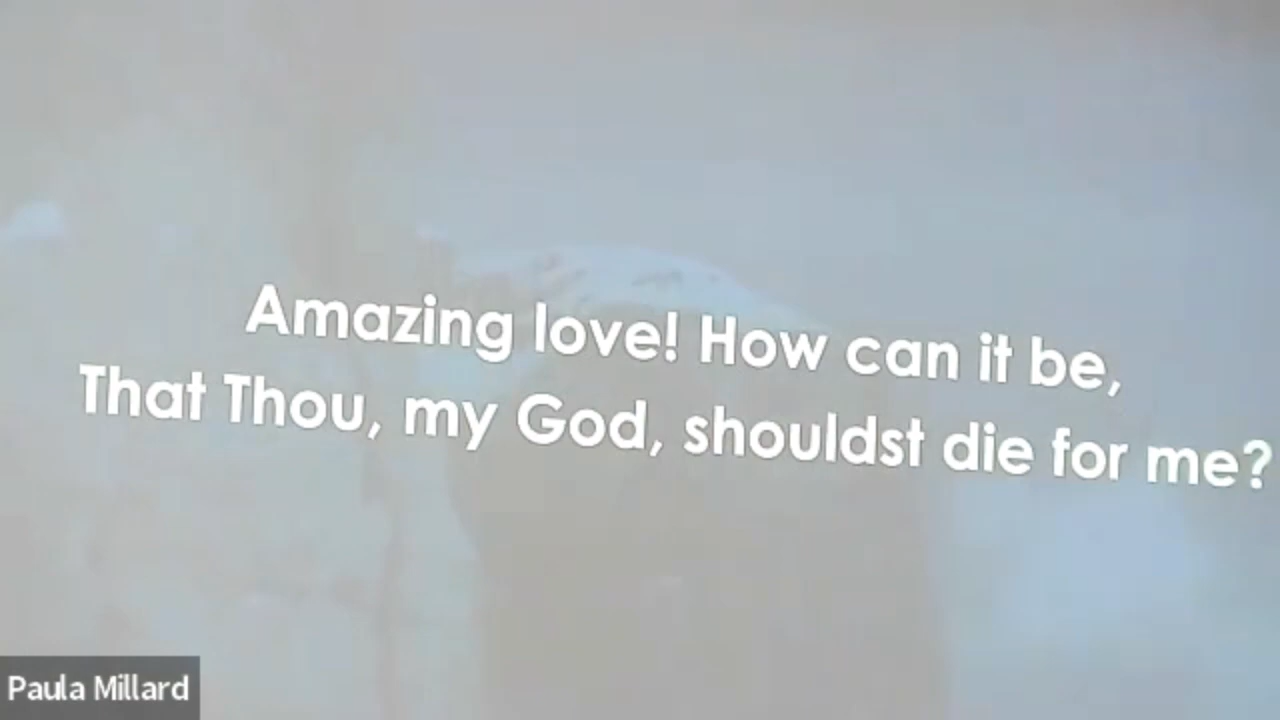 Amazing love! How can it be,
That Thou, my God, shouldst die for me?
Paula Millard